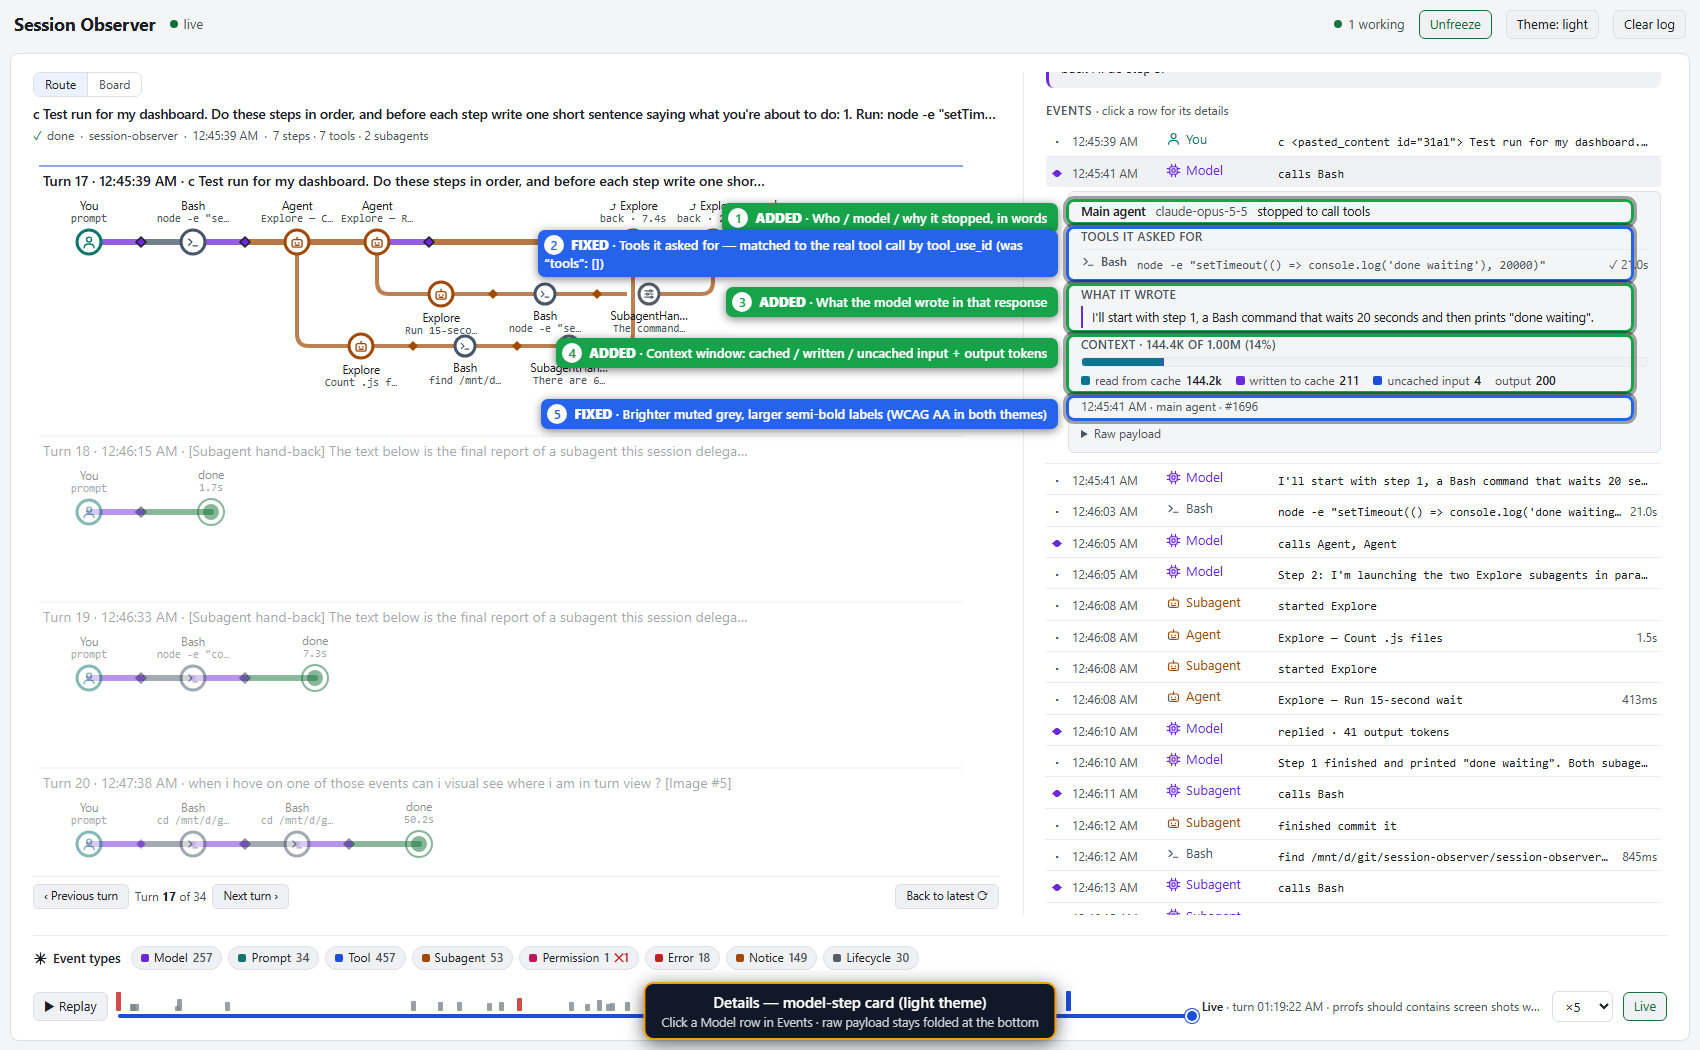 Session Observer
live
1 working
Unfreeze
Theme: light
Clear log
Route
Board
c Test run for my dashboard. Do these steps in order, and before each step write one short sentence saying what you're about to do: 1. Run: node -e "setTim...
✓ done · session-observer · 12:45:39 AM · 7 steps · 7 tools · 2 subagents
Turn 17 · 12:45:39 AM · c Test run for my dashboard. Do these steps in order, and before each step write one shor...
You
prompt
Bash
node -e "se…
Agent
Explore – C…
Agent
Explore – R…
Explore
back · 7.4s
back · 2
Explore
Run 15-seco…
Bash
node -e "se…
SubagentHan…
The command…
Explore
Count .js f…
Bash
find /mnt/d…
There are 6…
1 ADDED · Who / model / why it stopped, in words
2 FIXED · Tools it asked for — matched to the real tool call by tool_use_id (was
"tools": [])
3 ADDED · What the model wrote in that response
4 ADDED · Context window: cached / written / uncached input + output tokens
5 FIXED · Brighter muted grey, larger semi-bold labels (WCAG AA in both themes)
Turn 18 · 12:46:15 AM · [Subagent hand-back] The text below is the final report of a subagent this session delega...
You
prompt
done
1.7s
Turn 19 · 12:46:33 AM · [Subagent hand-back] The text below is the final report of a subagent this session delega...
You
prompt
Bash
node -e "co…
done
7.3s
Turn 20 · 12:47:38 AM · when i hove on one of those events can i visual see where i am in turn view ? [Image #5]
You
prompt
Bash
cd /mnt/d/g…
Bash
cd /mnt/d/g…
done
50.2s
‹ Previous turn
Turn 17 of 34
Next turn ›
Back to latest ⟳
EVENTS · click a row for its details
· 12:45:39 AM You c <pasted_content id="31a1"> Test run for my dashboard.…
12:45:41 AM Model calls Bash
Main agent claude-opus-5-5 stopped to call tools
TOOLS IT ASKED FOR
Bash node -e "setTimeout(() => console.log('done waiting'), 20000)" ✓ 21.0s
WHAT IT WROTE
I'll start with step 1, a Bash command that waits 20 seconds and then prints "done waiting".
CONTEXT · 144.4K OF 1.00M (14%)
read from cache 144.2k written to cache 211 uncached input 4 output 200
12:45:41 AM · main agent · #1696
▶ Raw payload
· 12:45:41 AM Model I'll start with step 1, a Bash command that waits 20 se…
· 12:46:03 AM Bash node -e "setTimeout(() => console.log('done waiting… 21.0s
12:46:05 AM Model calls Agent, Agent
· 12:46:05 AM Model Step 2: I'm launching the two Explore subagents in para…
· 12:46:08 AM Subagent started Explore
· 12:46:08 AM Agent Explore — Count .js files 1.5s
· 12:46:08 AM Subagent started Explore
· 12:46:08 AM Agent Explore — Run 15-second wait 413ms
12:46:10 AM Model replied · 41 output tokens
· 12:46:10 AM Model Step 1 finished and printed "done waiting". Both subage…
12:46:11 AM Subagent calls Bash
· 12:46:12 AM Subagent finished commit it
· 12:46:12 AM Bash find /mnt/d/git/session-observer/session-observer… 845ms
12:46:13 AM Subagent calls Bash
Event types
Model 257
Prompt 34
Tool 457
Subagent 53
Permission 1 ✕1
Error 18
Notice 149
Lifecycle 30
▶ Replay
Details — model-step card (light theme)
Click a Model row in Events · raw payload stays folded at the bottom
Live · turn 01:19:22 AM · prrofs should contains screen shots w...
×5
Live